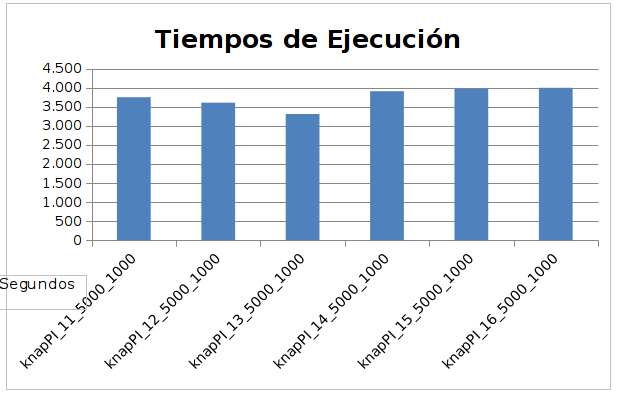 Tiempos de Ejecución
4.500
4.000
3.500
3.000
2.500
2.000
1.500
1.000
500
0
Segundos
knapPI_11_5000_1000
knapPI_12_5000_1000
knapPI_13_5000_1000
knapPI_14_5000_1000
knapPI_15_5000_1000
knapPI_16_5000_1000